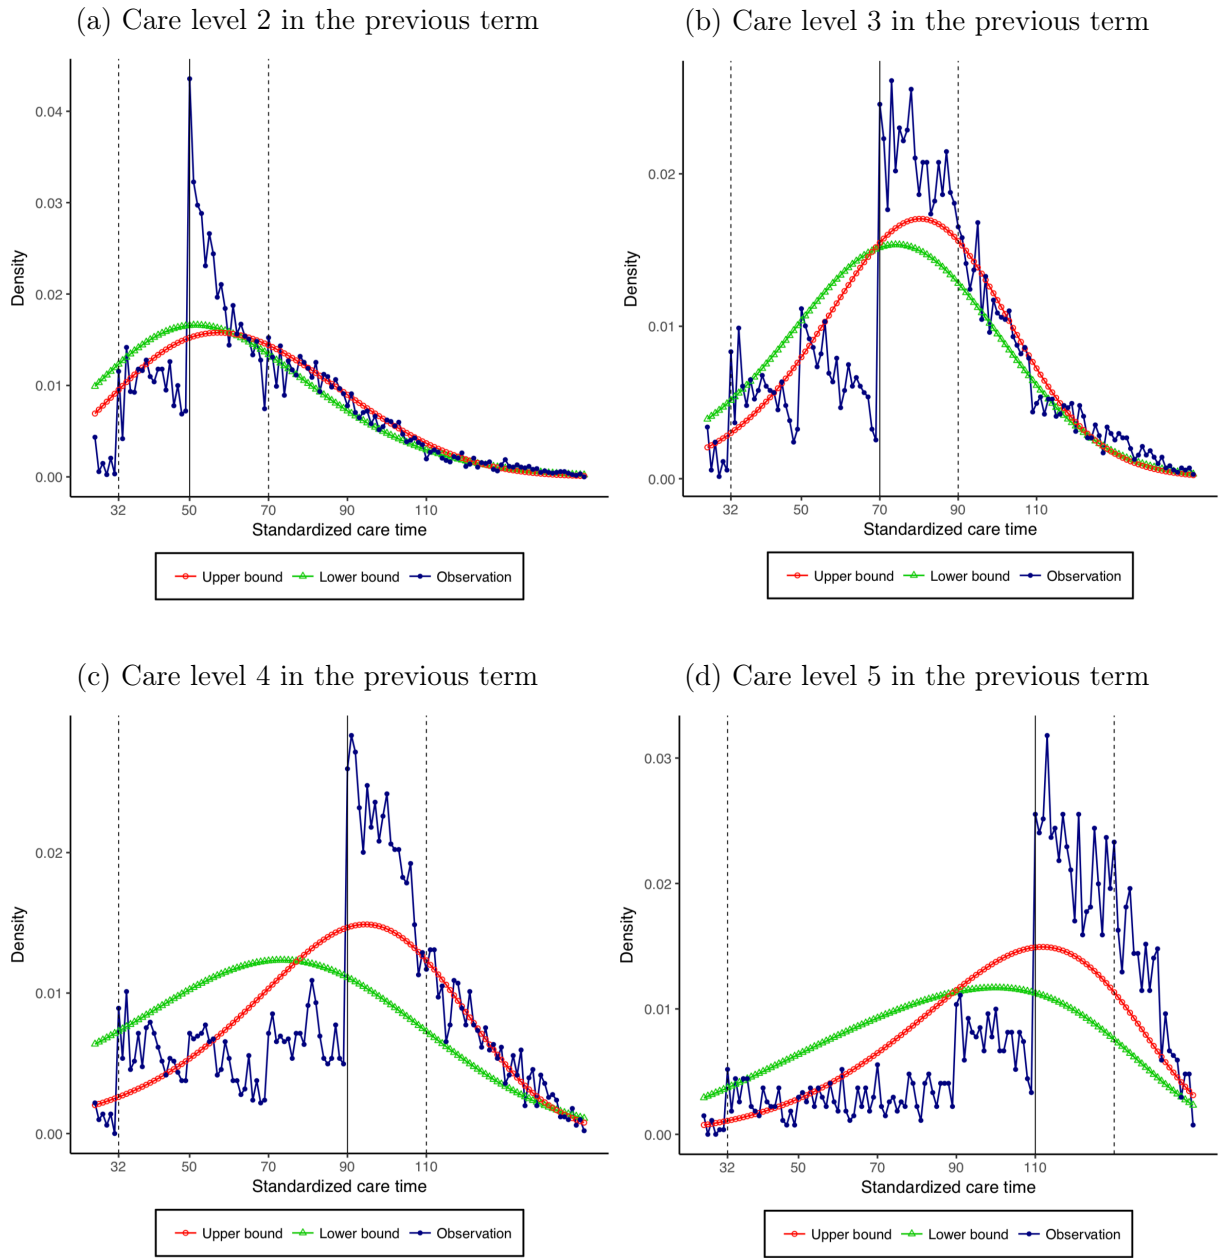 (a) Care level 2 in the previous term
Density
0.04
0.03
0.02
0.01
0.00
32 50 70 90 110
Standardized care time
Upper bound Lower bound Observation
(b) Care level 3 in the previous term
Density
0.02
0.01
0.00
32 50 70 90 110
Standardized care time
Upper bound Lower bound Observation
(c) Care level 4 in the previous term
Density
0.02
0.01
0.00
32 50 70 90 110
Standardized care time
Upper bound Lower bound Observation
(d) Care level 5 in the previous term
Density
0.03
0.02
0.01
0.00
32 50 70 90 110
Standardized care time
Upper bound Lower bound Observation